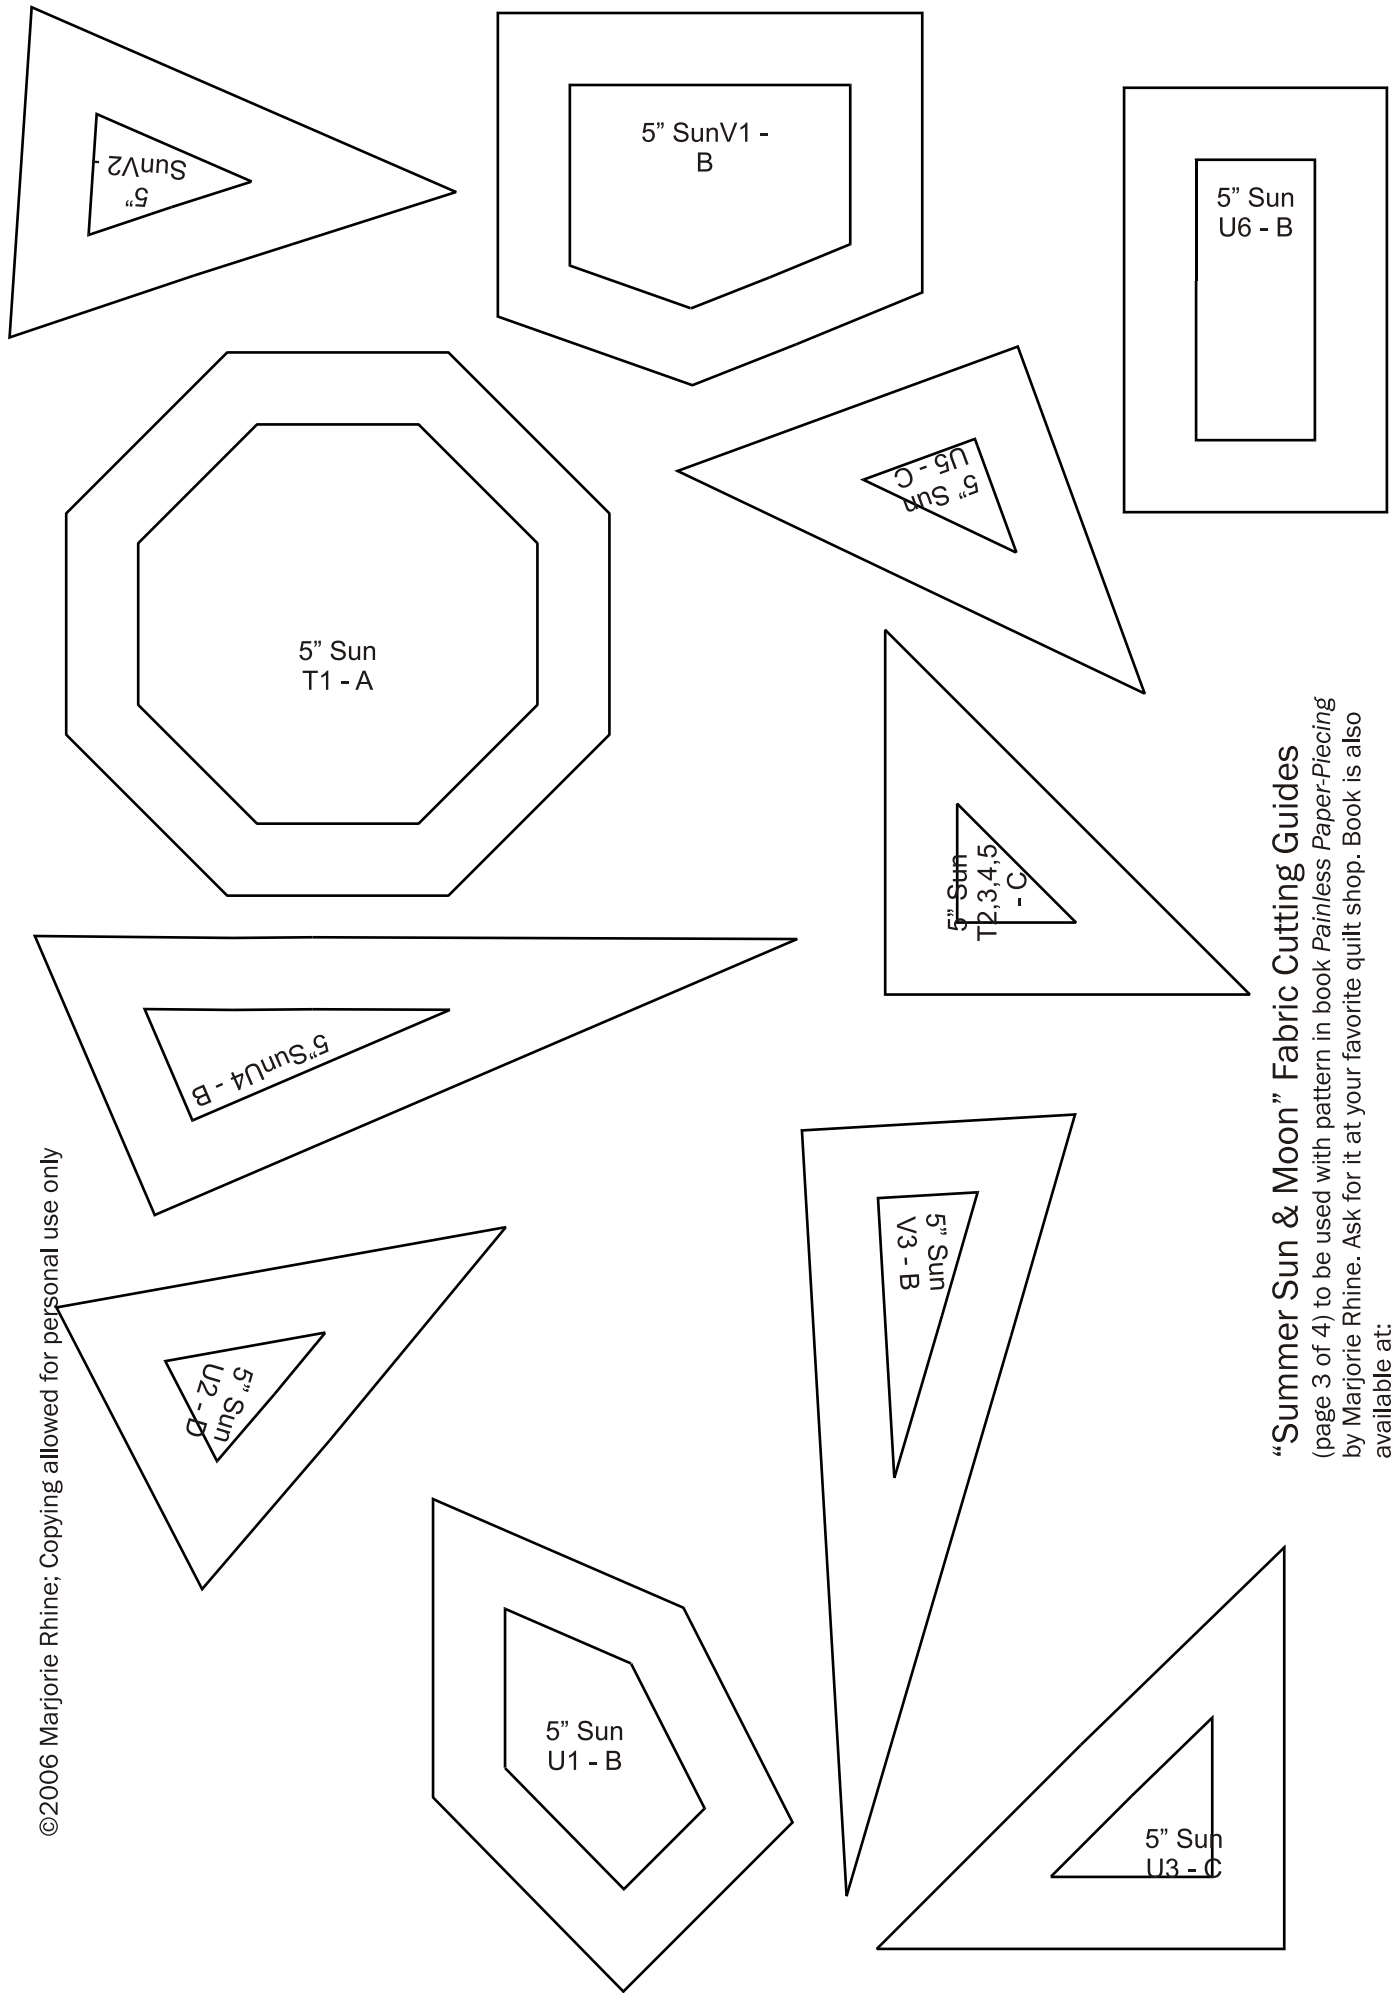 5”
SunV2 -
5” SunV1 -
B
5” Sun
U6 - B
5” Sun
U5 - C
5” Sun
T1 - A
5” Sun
T2,3,4,5
- C
5”SunU4 - B
5” Sun
V3 - B
5” Sun
U2 - D
5” Sun
U1 - B
5” Sun
U3 - C
©2006 Marjorie Rhine; Copying allowed for personal use only
“Summer Sun & Moon” Fabric Cutting Guides
(page 3 of 4) to be used with pattern in book Painless Paper-Piecing
by Marjorie Rhine. Ask for it at your favorite quilt shop. Book is also
available at: